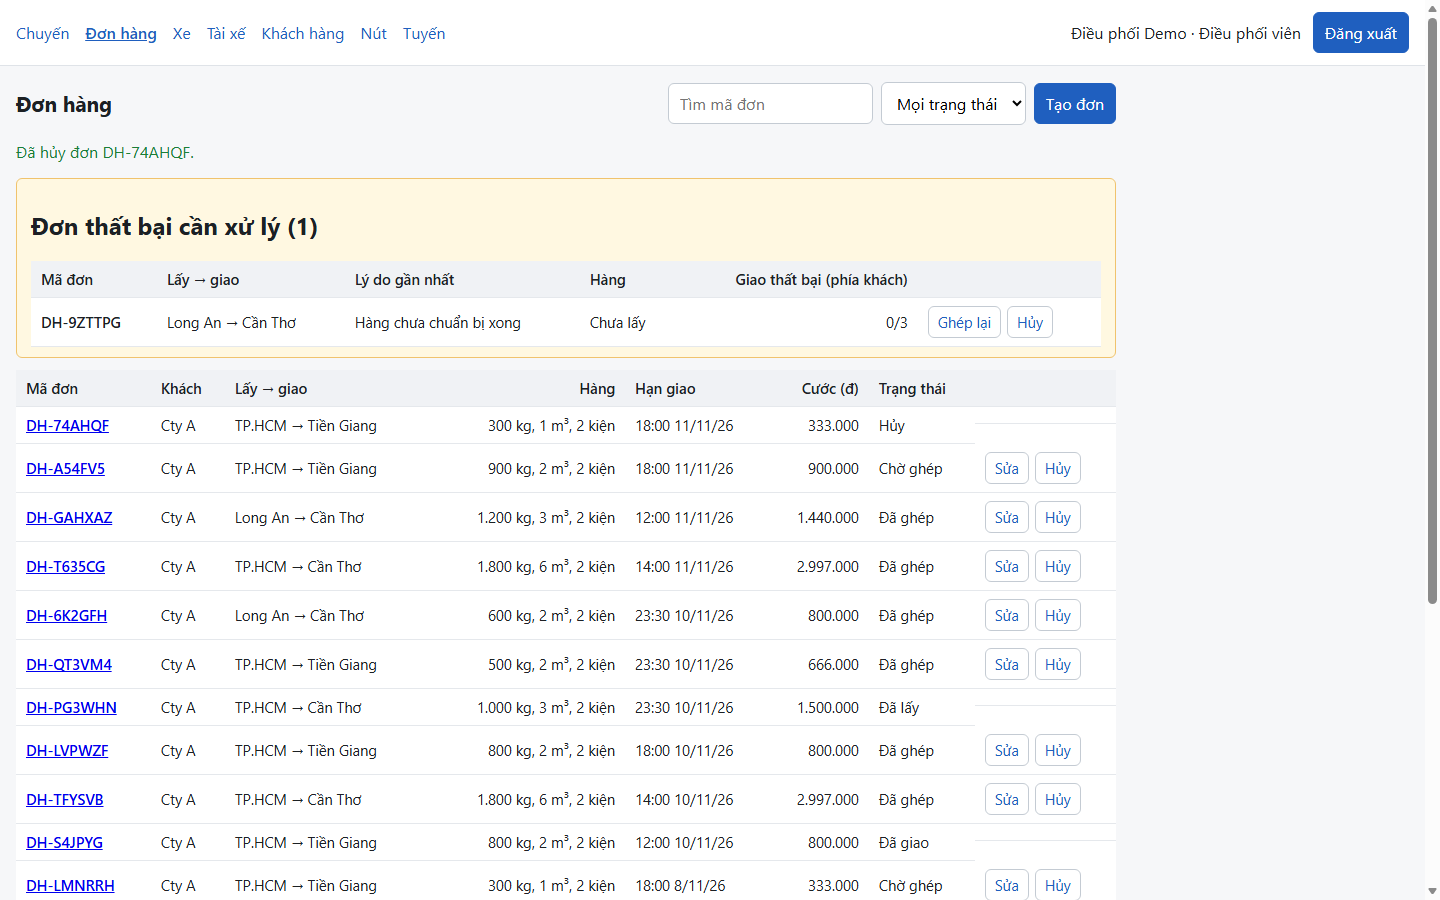 Chuyến Đơn hàng Xe Tài xế Khách hàng Nút Tuyến Điều phối Demo · Điều phối viên Đăng xuất
Đơn hàng Tìm mã đơn Mọi trạng thái Tạo đơn
Đã hủy đơn DH-74AHQF.
Đơn thất bại cần xử lý (1)
Mã đơn Lấy → giao Lý do gần nhất Hàng Giao thất bại (phía khách)
DH-9ZTTPG Long An → Cần Thơ Hàng chưa chuẩn bị xong Chưa lấy 0/3 Ghép lại Hủy
Mã đơn Khách Lấy → giao Hàng Hạn giao Cước (đ) Trạng thái
DH-74AHQF Cty A TP.HCM → Tiền Giang 300 kg, 1 m³, 2 kiện 18:00 11/11/26 333.000 Hủy
DH-A54FV5 Cty A TP.HCM → Tiền Giang 900 kg, 2 m³, 2 kiện 18:00 11/11/26 900.000 Chờ ghép Sửa Hủy
DH-GAHXAZ Cty A Long An → Cần Thơ 1.200 kg, 3 m³, 2 kiện 12:00 11/11/26 1.440.000 Đã ghép Sửa Hủy
DH-T635CG Cty A TP.HCM → Cần Thơ 1.800 kg, 6 m³, 2 kiện 14:00 11/11/26 2.997.000 Đã ghép Sửa Hủy
DH-6K2GFH Cty A Long An → Cần Thơ 600 kg, 2 m³, 2 kiện 23:30 10/11/26 800.000 Đã ghép Sửa Hủy
DH-QT3VM4 Cty A TP.HCM → Tiền Giang 500 kg, 2 m³, 2 kiện 23:30 10/11/26 666.000 Đã ghép Sửa Hủy
DH-PG3WHN Cty A TP.HCM → Cần Thơ 1.000 kg, 3 m³, 2 kiện 23:30 10/11/26 1.500.000 Đã lấy
DH-LVPWZF Cty A TP.HCM → Tiền Giang 800 kg, 2 m³, 2 kiện 18:00 10/11/26 800.000 Đã ghép Sửa Hủy
DH-TFYSVB Cty A TP.HCM → Cần Thơ 1.800 kg, 6 m³, 2 kiện 14:00 10/11/26 2.997.000 Đã ghép Sửa Hủy
DH-S4JPYG Cty A TP.HCM → Tiền Giang 800 kg, 2 m³, 2 kiện 12:00 10/11/26 800.000 Đã giao
DH-LMNRRH Cty A TP.HCM → Tiền Giang 300 kg, 1 m³, 2 kiện 18:00 8/11/26 333.000 Chờ ghép Sửa Hủy